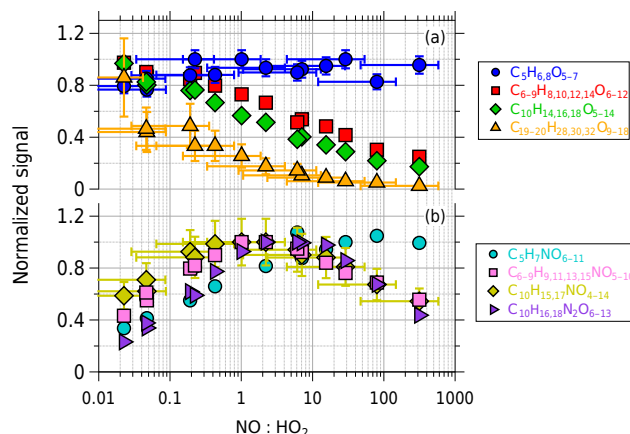 (a)
1.2
0.8
0.4
0
Normalized signal
C₅H₆,₈O₅₋₇
C₆₋₉H₈,₁₀,₁₂,₁₄O₆₋₁₂
C₁₀H₁₄,₁₆,₁₈O₅₋₁₄
C₁₉₋₂₀H₂₈,₃₀,₃₂O₉₋₁₈
(b)
1.2
0.8
0.4
0
C₅H₇NO₆₋₁₁
C₆₋₉H₉,₁₁,₁₃,₁₅NO₅₋₁₀
C₁₀H₁₅,₁₇NO₄₋₁₄
C₁₀H₁₆,₁₈N₂O₆₋₁₃
0.01 0.1 1 10 100 1000
NO : HO₂